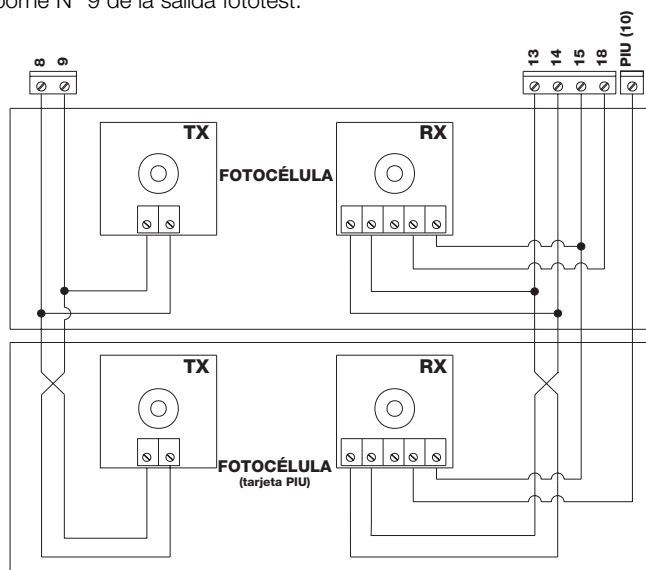 borne N° 9 de la salida fototest.
8 9
13 14 15 18 PIU (10)
TX RX
FOTOCÉLULA
TX RX
FOTOCÉLULA
(tarjeta PIU)